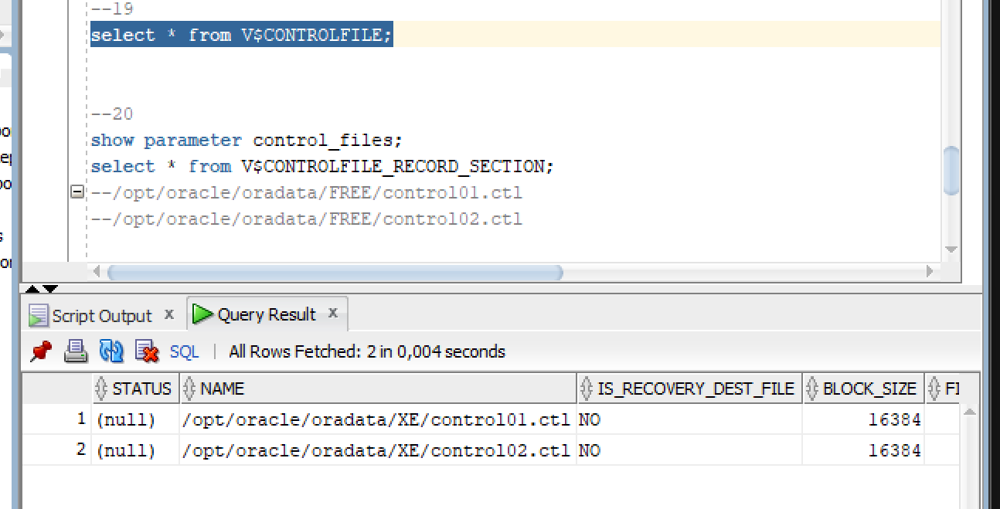 --19
select * from V$CONTROLFILE;
--20
show parameter control_files;
select * from V$CONTROLFILE_RECORD_SECTION;
--/opt/oracle/oradata/FREE/control01.ctl
--/opt/oracle/oradata/FREE/control02.ctl
Script Output x Query Result x
SQL | All Rows Fetched: 2 in 0,004 seconds
STATUS NAME IS_RECOVERY_DEST_FILE BLOCK_SIZE FI
1 (null) /opt/oracle/oradata/XE/control01.ctl NO 16384
2 (null) /opt/oracle/oradata/XE/control02.ctl NO 16384